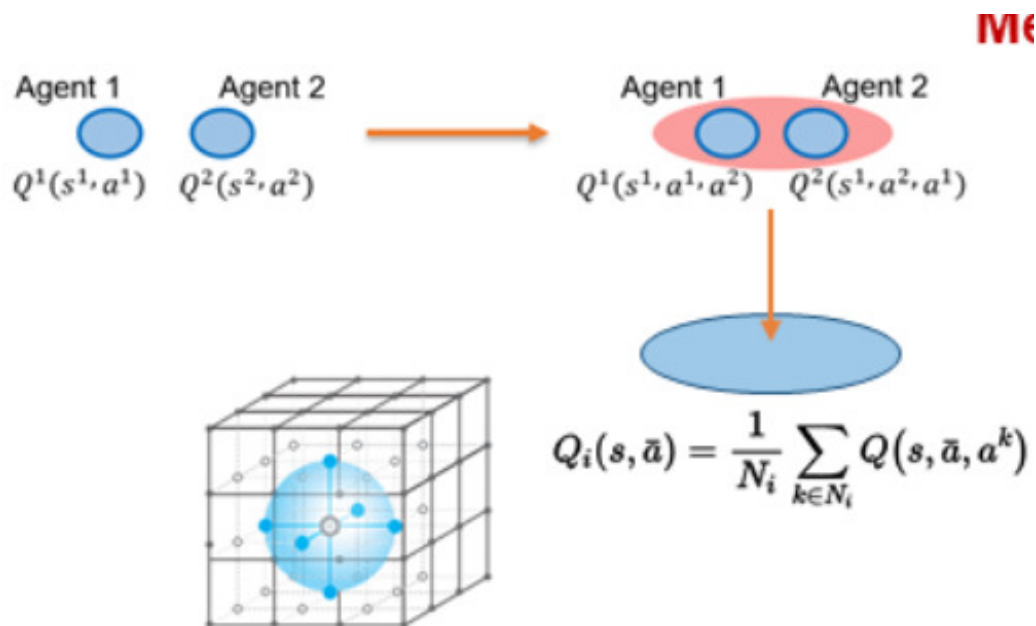 Me
Agent 1 Agent 2
Q¹(s¹, a¹) Q²(s², a²)
Agent 1 Agent 2
Q¹(s¹, a¹, a²) Q²(s¹, a², a¹)
Qᵢ(s, ā) = 1/Nᵢ ∑_{k∈Nᵢ} Q(s, ā, aᵏ)